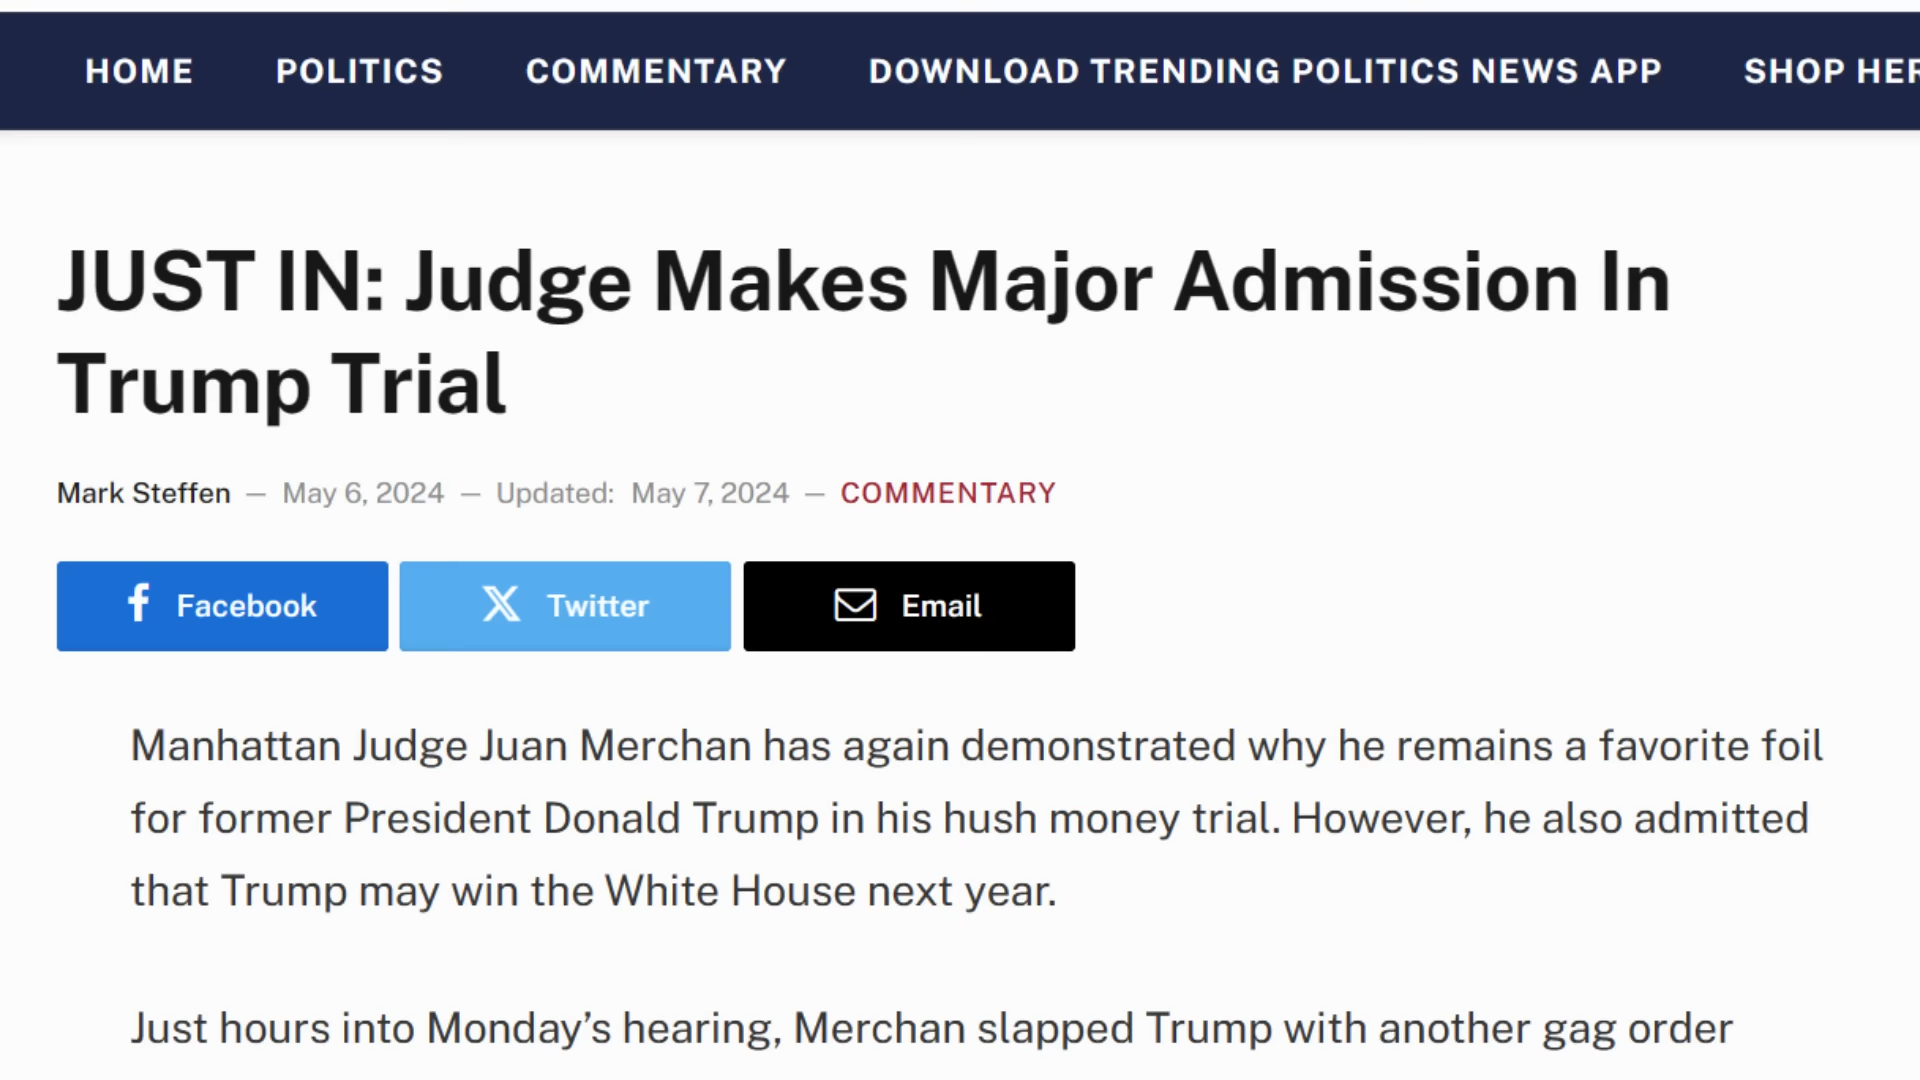 HOME POLITICS COMMENTARY DOWNLOAD TRENDING POLITICS NEWS APP SHOP HER
JUST IN: Judge Makes Major Admission In
Trump Trial
Mark Steffen — May 6, 2024 — Updated: May 7, 2024 — COMMENTARY
Facebook Twitter Email
Manhattan Judge Juan Merchan has again demonstrated why he remains a favorite foil
for former President Donald Trump in his hush money trial. However, he also admitted
that Trump may win the White House next year.
Just hours into Monday’s hearing, Merchan slapped Trump with another gag order